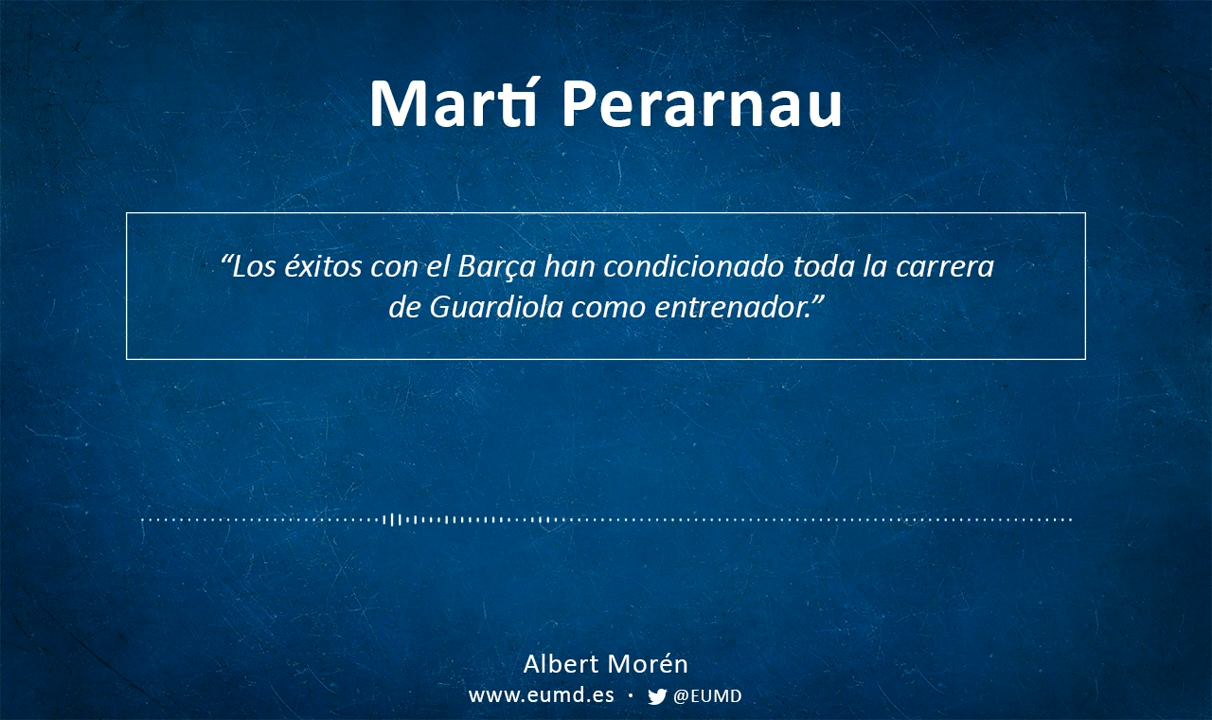 Martí Perarnau
“Los éxitos con el Barça han condicionado toda la carrera
de Guardiola como entrenador.”
Albert Morén
www.eumd.es · @EUMD